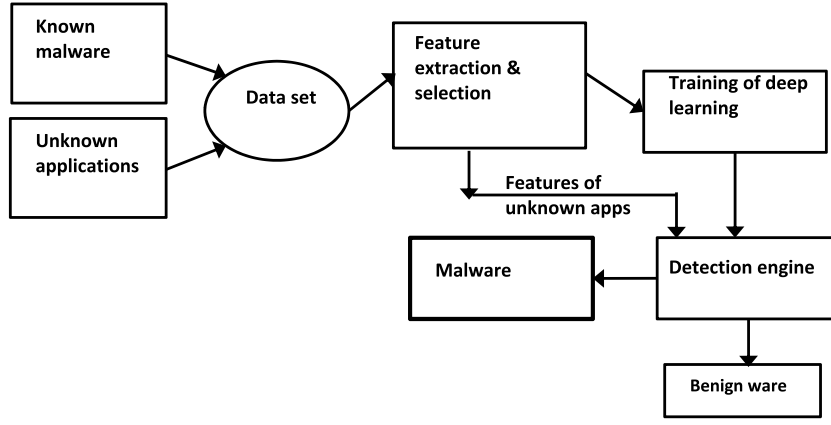 Known
malware
Unknown
applications
Data set
Feature
extraction &
selection
Training of deep
learning
Features of
unknown apps
Malware
Detection engine
Benign ware